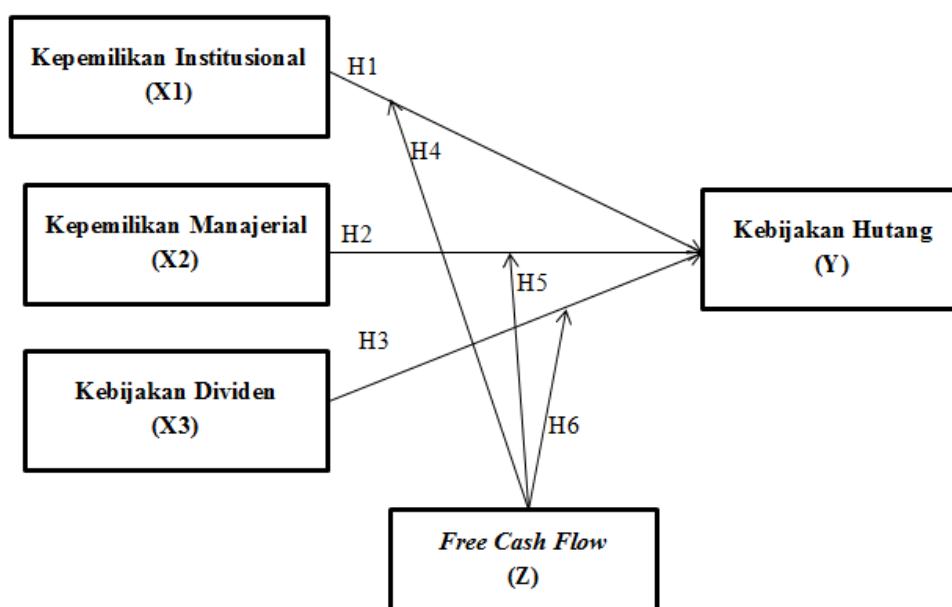 Kepemilikan Institusional
(X1)
H1
H4
Kepemilikan Manajerial
(X2)
H2
H5
Kebijakan Hutang
(Y)
H3
Kebijakan Dividen
(X3)
H6
Free Cash Flow
(Z)